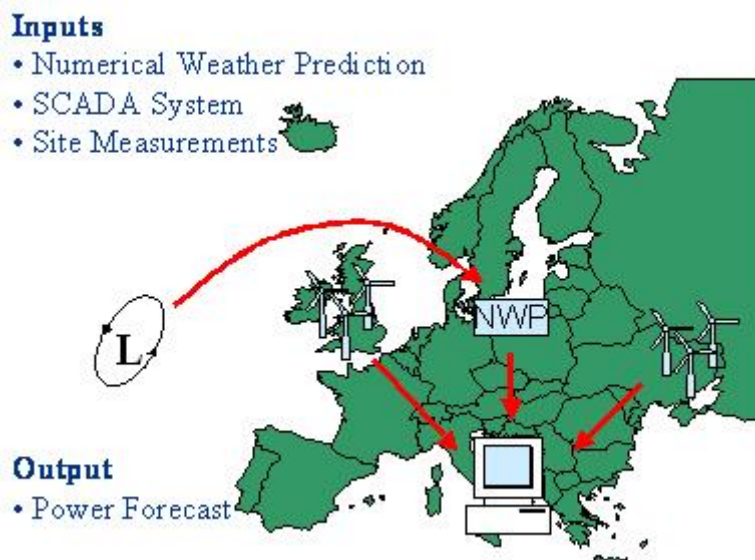 Inputs
• Numerical Weather Prediction
• SCADA System
• Site Measurements
L
NWP
Output
• Power Forecast